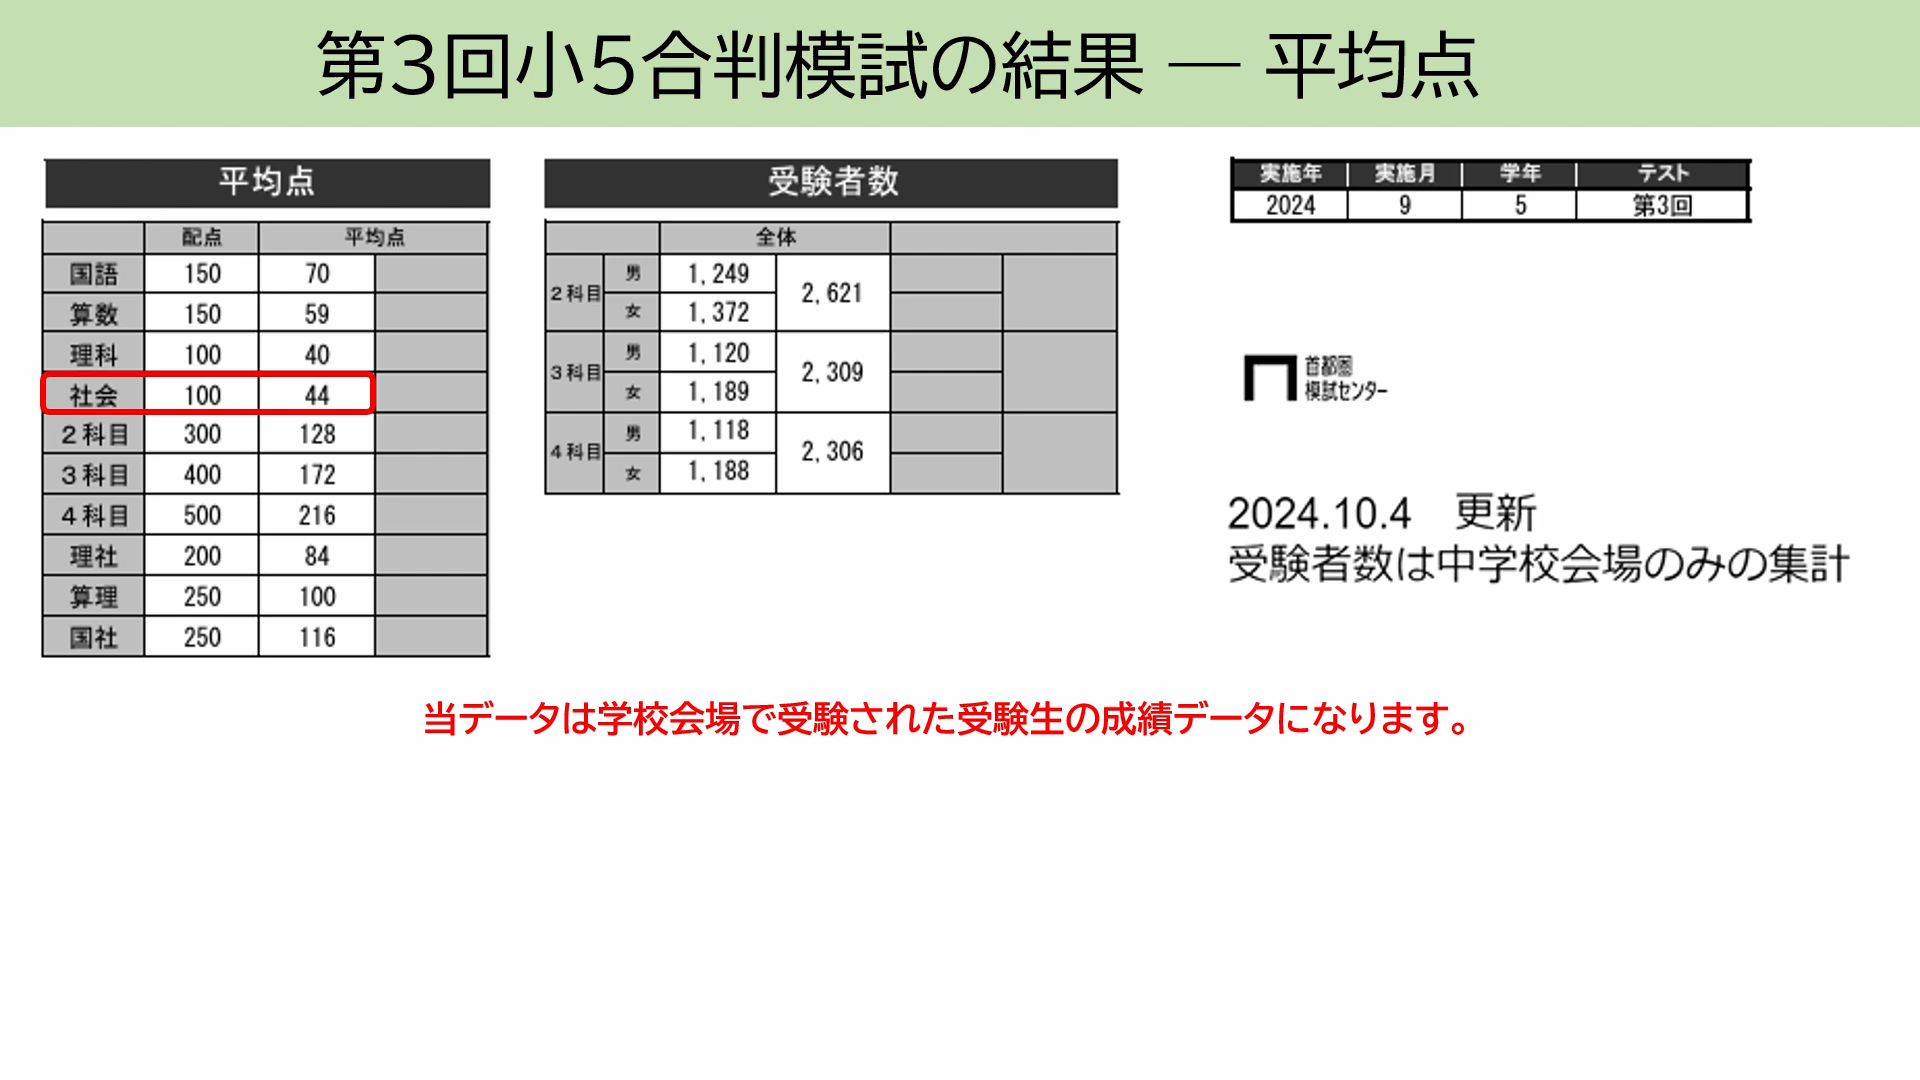 第3回小5合判模試の結果 ― 平均点
平均点
配点 平均点
国語 150 70
算数 150 59
理科 100 40
社会 100 44
2科目 300 128
3科目 400 172
4科目 500 216
理社 200 84
算理 250 100
国社 250 116
受験者数
全体
2科目 男 1,249 2,621
女 1,372
3科目 男 1,120 2,309
女 1,189
4科目 男 1,118 2,306
女 1,188
実施年 実施月 学年 テスト
2024 9 5 第3回
首都圏
模試センター
2024.10.4 更新
受験者数は中学校会場のみの集計
当データは学校会場で受験された受験生の成績データになります。